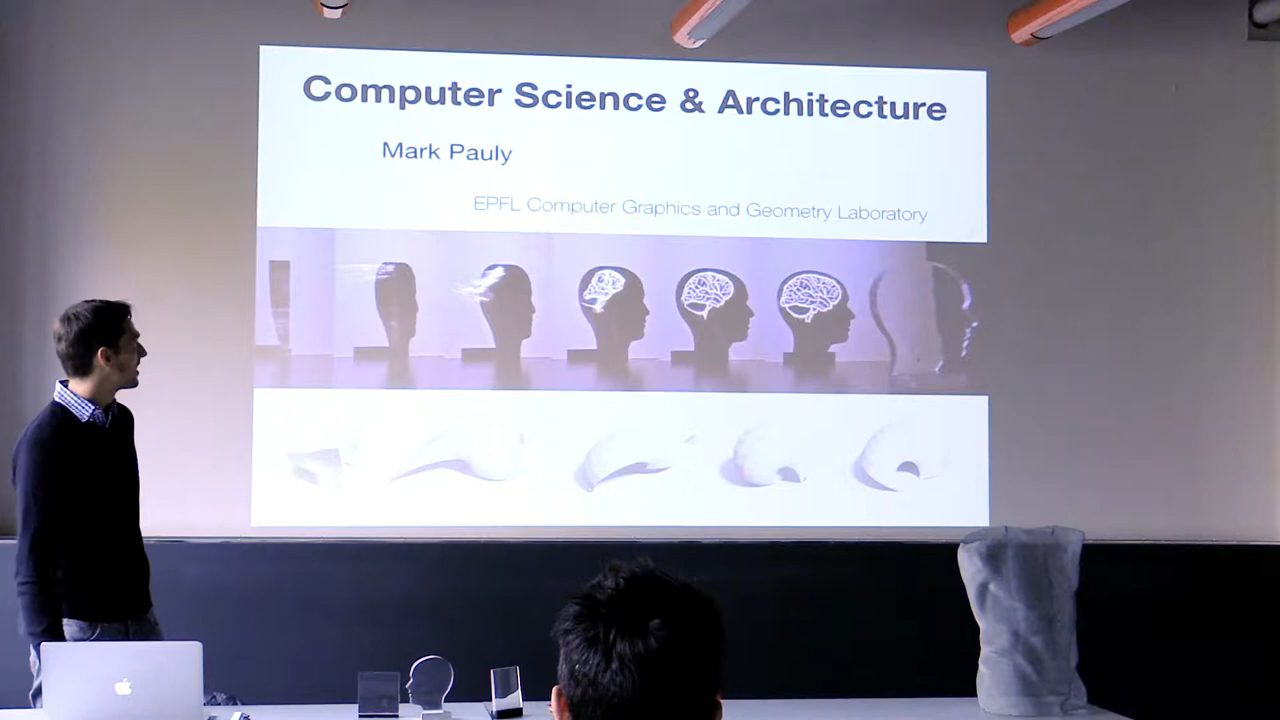 Computer Science & Architecture
Mark Pauly
EPFL Computer Graphics and Geometry Laboratory